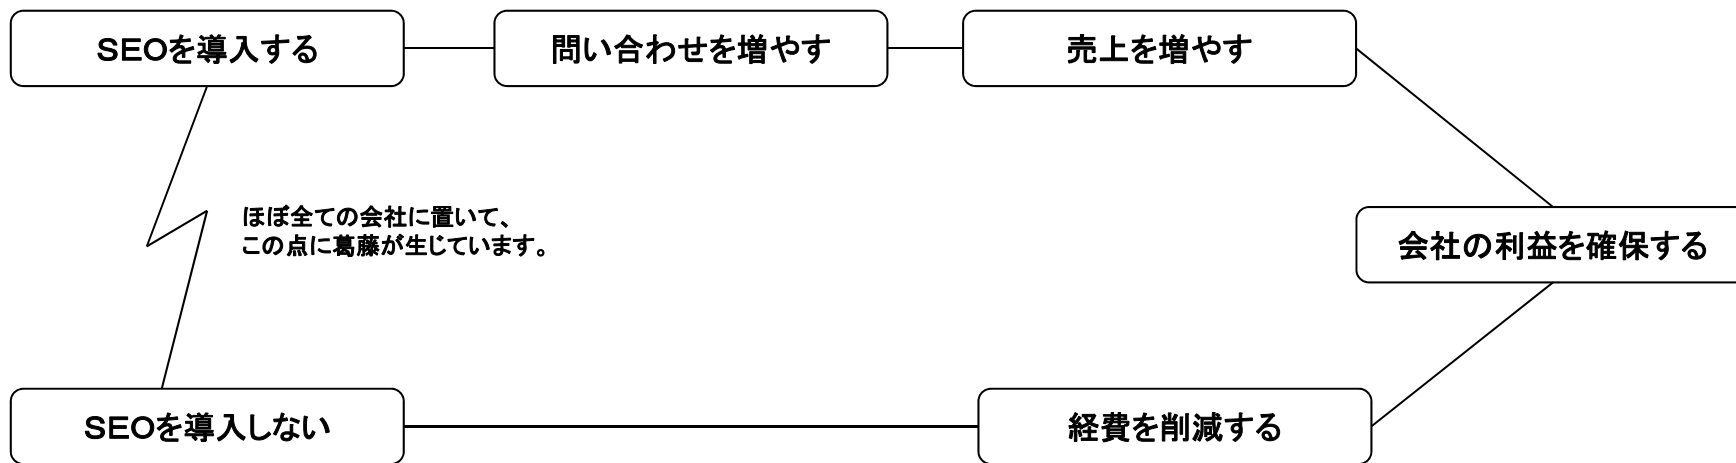 SEOを導入する
問い合わせを増やす
売上を増やす
ほぼ全ての会社に置いて、
この点に葛藤が生じています。
会社の利益を確保する
SEOを導入しない
経費を削減する